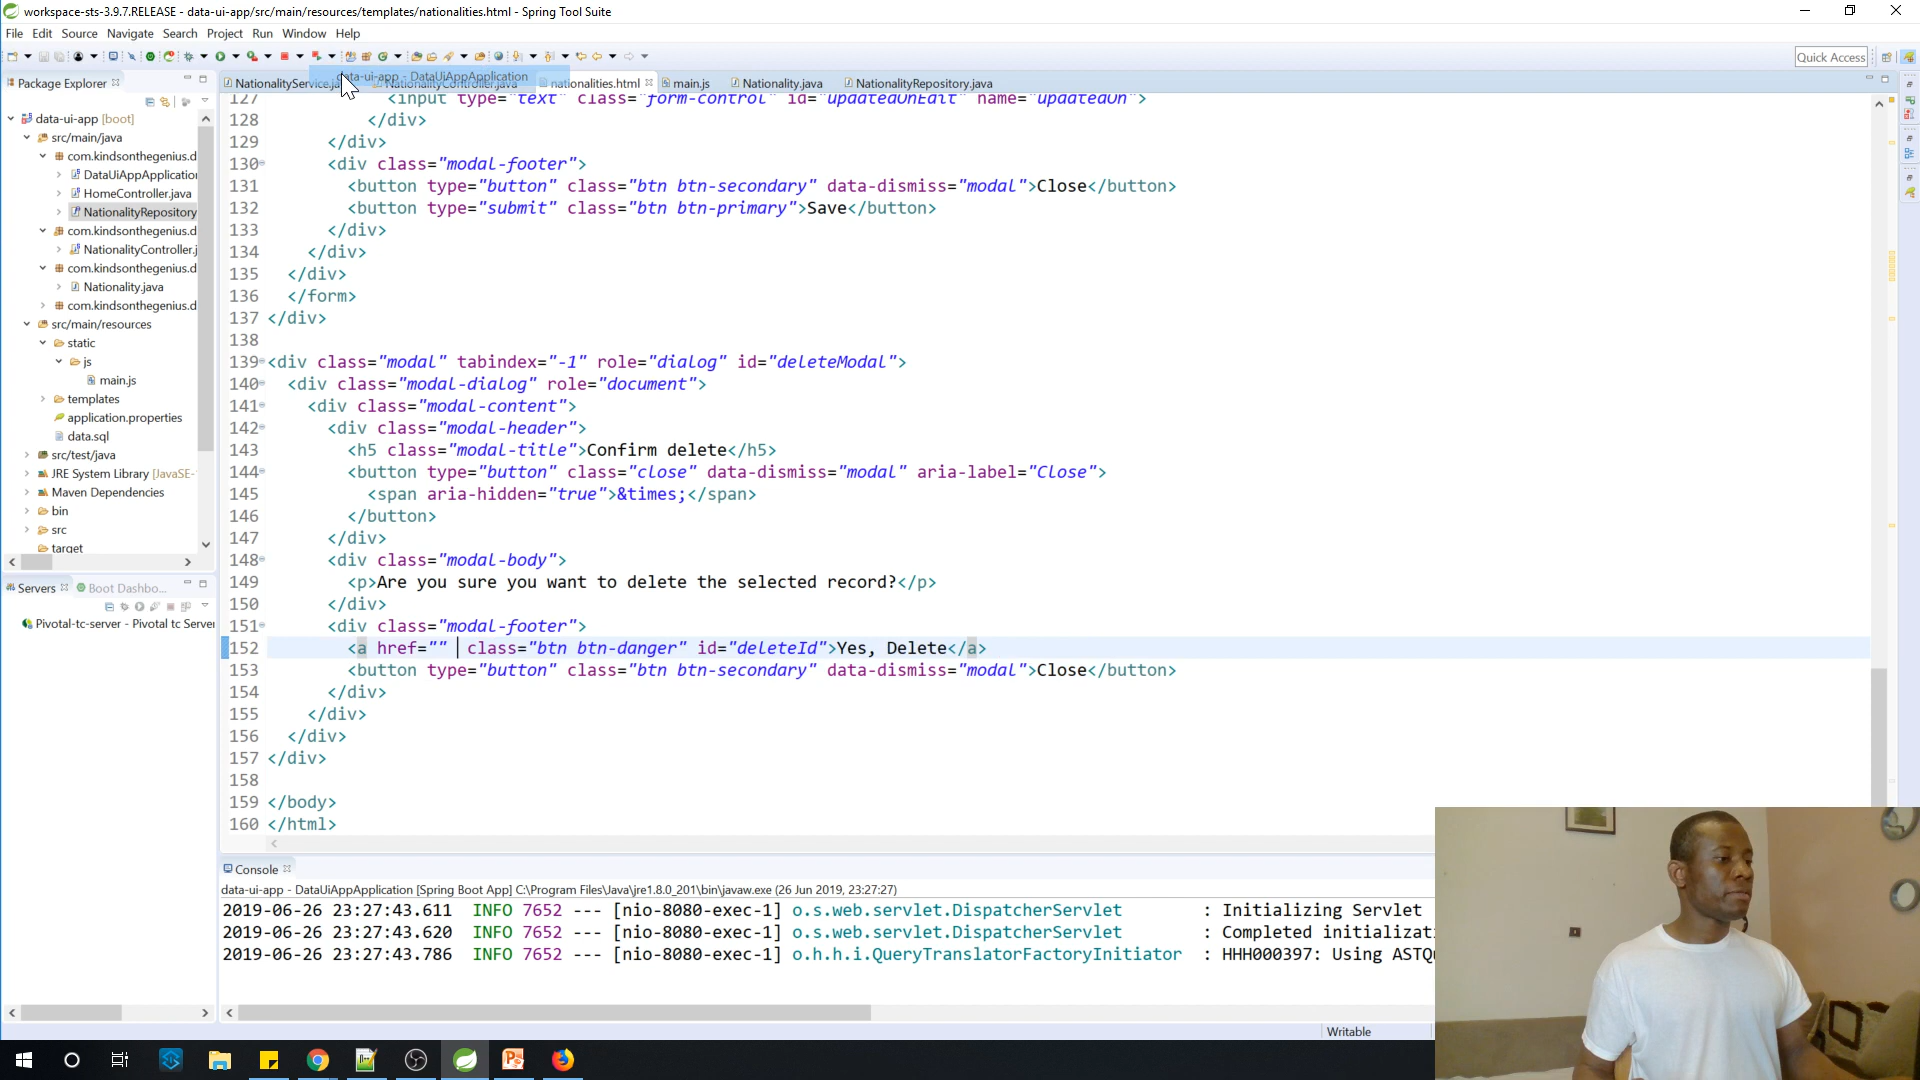 workspace-sts-3.9.7.RELEASE - data-ui-app/src/main/resources/templates/nationalities.html - Spring Tool Suite
File Edit Source Navigate Search Project Run Window Help
Quick Access
Package Explorer
NationalityService.ja
data-ui-app - DataUiAppApplication
NationalityController.java
nationalities.html
main.js
Nationality.java
NationalityRepository.java
data-ui-app [boot]
src/main/java
com.kindsonthegenius.d
DataUiAppApplication
HomeController.java
NationalityRepository
com.kindsonthegenius.d
NationalityController.j
com.kindsonthegenius.d
Nationality.java
com.kindsonthegenius.d
src/main/resources
static
js
main.js
templates
application.properties
data.sql
src/test/java
JRE System Library [JavaSE-
Maven Dependencies
bin
src
target
Servers
Boot Dashbo...
Pivotal-tc-server - Pivotal tc Server
127 <input type="text" class="form-control" id="updatedOnEdit" name="updatedOn">
128 </div>
129 </div>
130 <div class="modal-footer">
131 <button type="button" class="btn btn-secondary" data-dismiss="modal">Close</button>
132 <button type="submit" class="btn btn-primary">Save</button>
133 </div>
134 </div>
135 </div>
136 </form>
137 </div>
138
139 <div class="modal" tabindex="-1" role="dialog" id="deleteModal">
140 <div class="modal-dialog" role="document">
141 <div class="modal-content">
142 <div class="modal-header">
143 <h5 class="modal-title">Confirm delete</h5>
144 <button type="button" class="close" data-dismiss="modal" aria-label="Close">
145 <span aria-hidden="true">&times;</span>
146 </button>
147 </div>
148 <div class="modal-body">
149 <p>Are you sure you want to delete the selected record?</p>
150 </div>
151 <div class="modal-footer">
152 <a href="" class="btn btn-danger" id="deleteId">Yes, Delete</a>
153 <button type="button" class="btn btn-secondary" data-dismiss="modal">Close</button>
154 </div>
155 </div>
156 </div>
157 </div>
158
159 </body>
160 </html>
Console
data-ui-app - DataUiAppApplication [Spring Boot App] C:\Program Files\Java\jre1.8.0_201\bin\javaw.exe (26 Jun 2019, 23:27:27)
2019-06-26 23:27:43.611 INFO 7652 --- [nio-8080-exec-1] o.s.web.servlet.DispatcherServlet : Initializing Servlet
2019-06-26 23:27:43.620 INFO 7652 --- [nio-8080-exec-1] o.s.web.servlet.DispatcherServlet : Completed initializati
2019-06-26 23:27:43.786 INFO 7652 --- [nio-8080-exec-1] o.h.h.i.QueryTranslatorFactoryInitiator : HHH000397: Using ASTQu
Writable